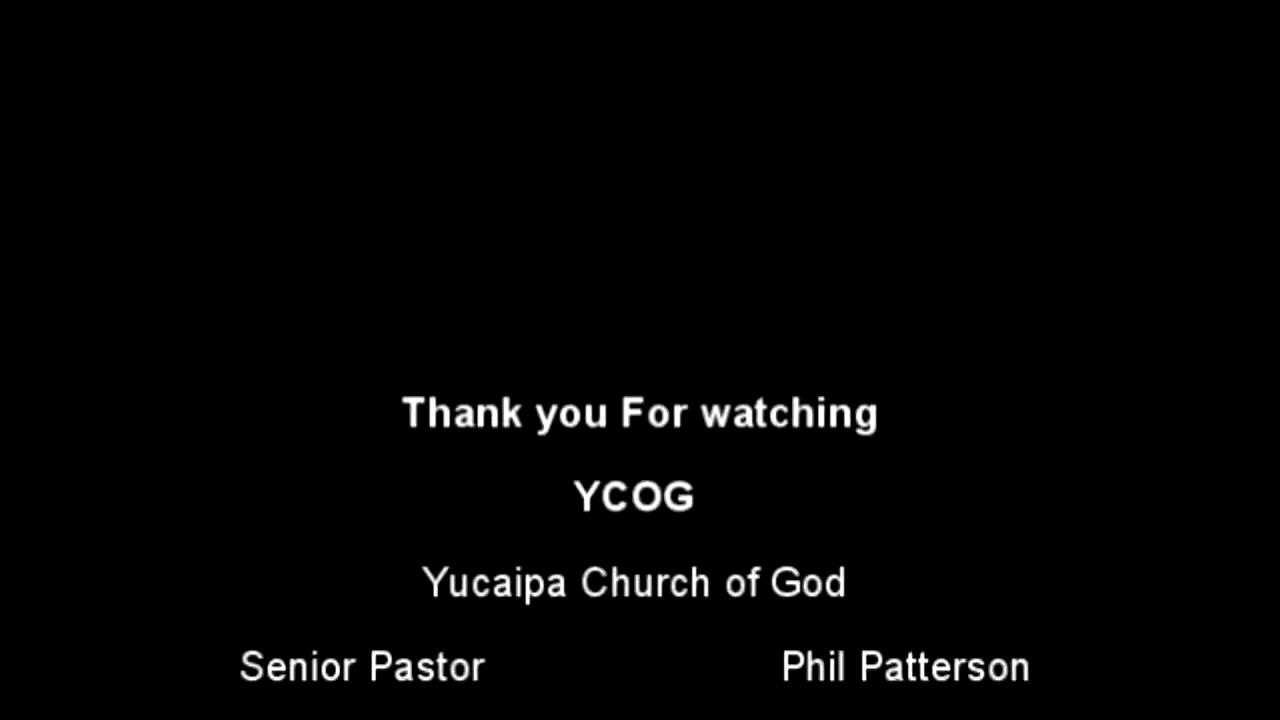 Thank you For watching
YCOG
Yucaipa Church of God
Senior Pastor Phil Patterson